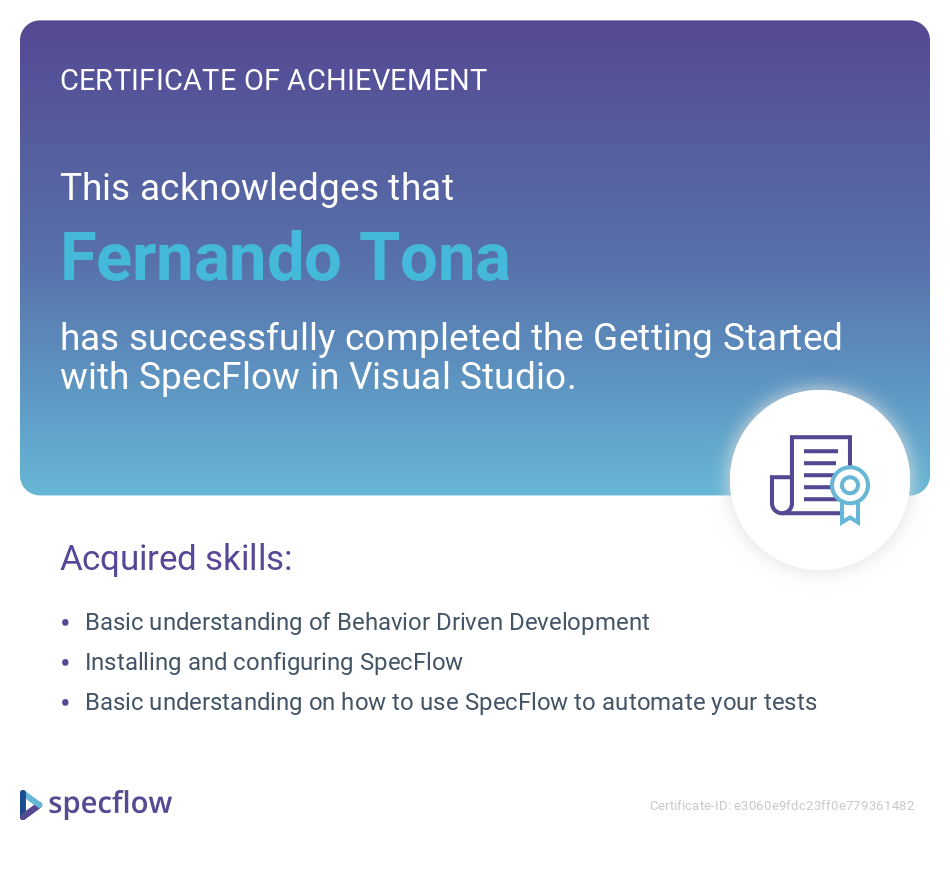 CERTIFICATE OF ACHIEVEMENT
This acknowledges that
Fernando Tona
has successfully completed the Getting Started
with SpecFlow in Visual Studio.
Acquired skills:
• Basic understanding of Behavior Driven Development
• Installing and configuring SpecFlow
• Basic understanding on how to use SpecFlow to automate your tests
specflow
Certificate-ID: e3060e9fdc23ff0e779361482